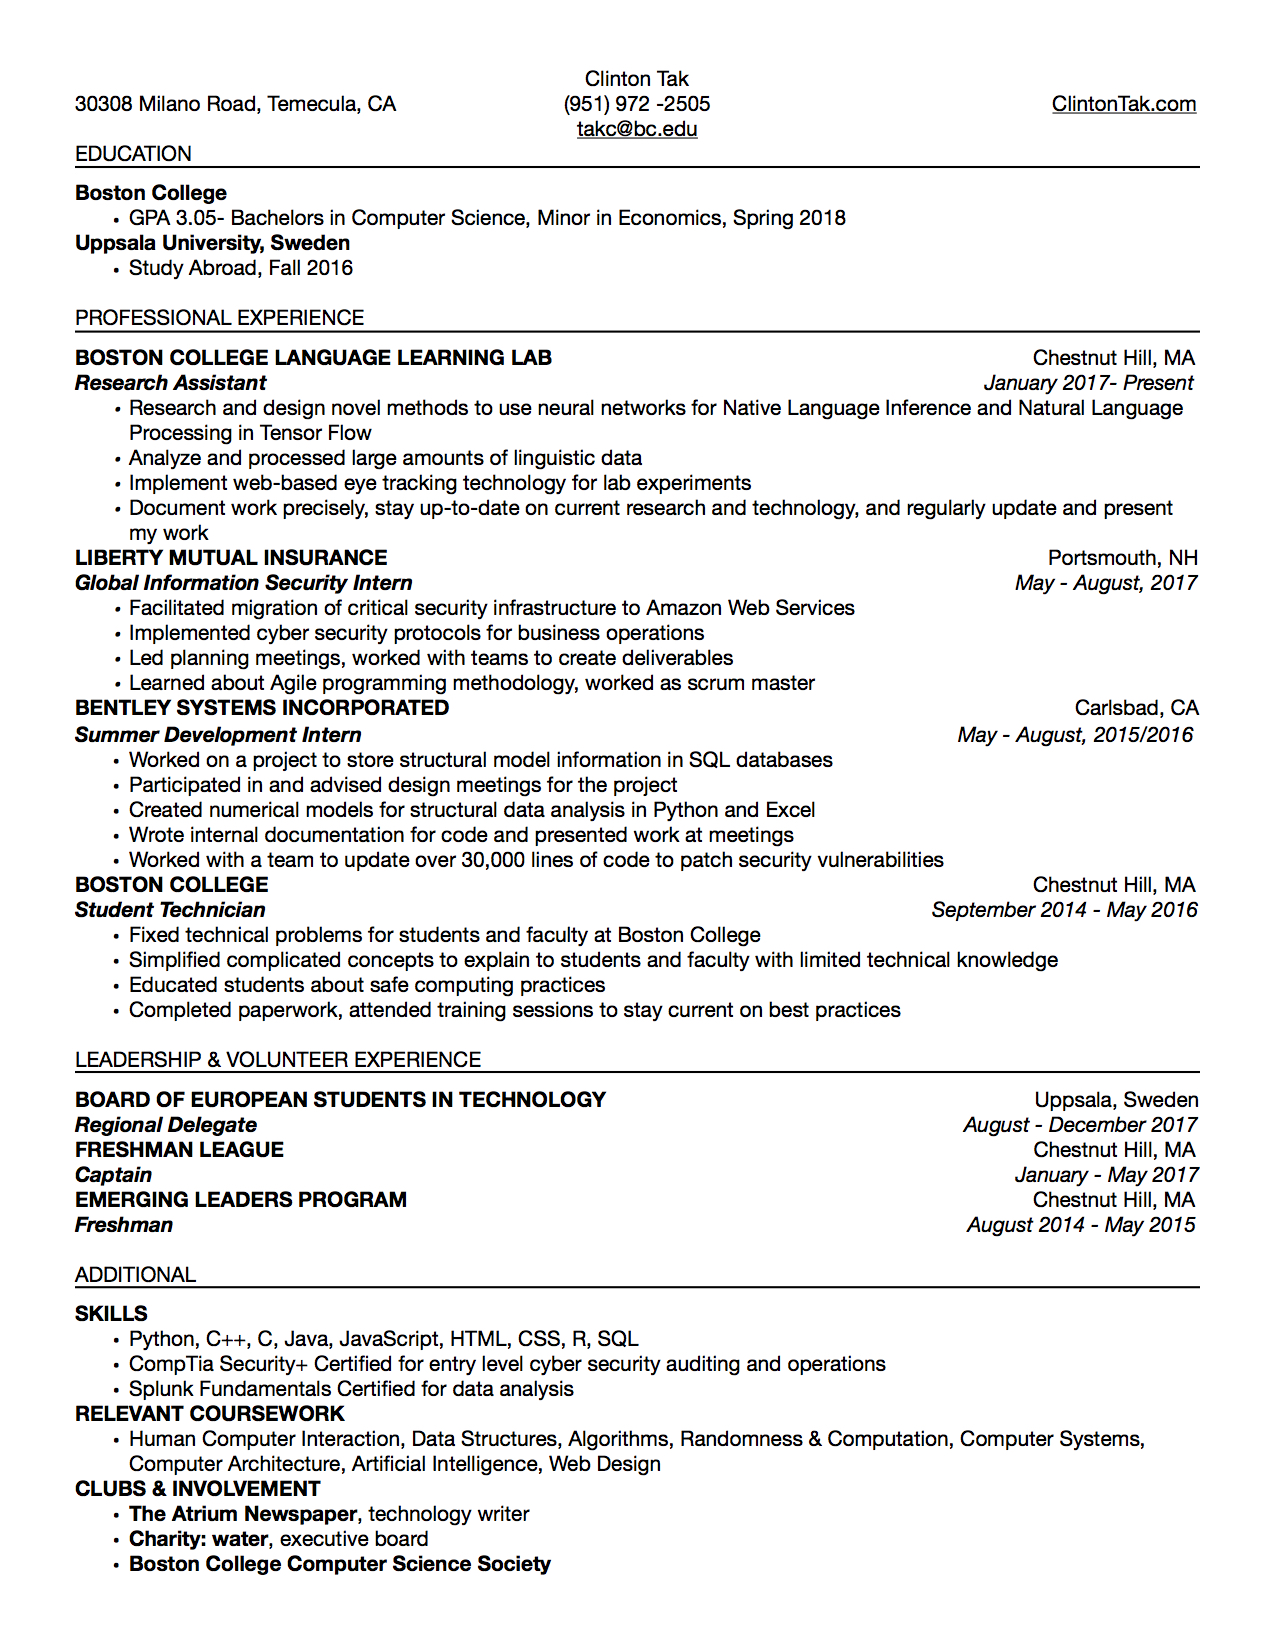 Clinton Tak
30308 Milano Road, Temecula, CA (951) 972 -2505 ClintonTak.com
takc@bc.edu
EDUCATION
Boston College
• GPA 3.05- Bachelors in Computer Science, Minor in Economics, Spring 2018
Uppsala University, Sweden
• Study Abroad, Fall 2016
PROFESSIONAL EXPERIENCE
BOSTON COLLEGE LANGUAGE LEARNING LAB Chestnut Hill, MA
Research Assistant January 2017- Present
• Research and design novel methods to use neural networks for Native Language Inference and Natural Language
Processing in Tensor Flow
• Analyze and processed large amounts of linguistic data
• Implement web-based eye tracking technology for lab experiments
• Document work precisely, stay up-to-date on current research and technology, and regularly update and present
my work
LIBERTY MUTUAL INSURANCE Portsmouth, NH
Global Information Security Intern May - August, 2017
• Facilitated migration of critical security infrastructure to Amazon Web Services
• Implemented cyber security protocols for business operations
• Led planning meetings, worked with teams to create deliverables
• Learned about Agile programming methodology, worked as scrum master
BENTLEY SYSTEMS INCORPORATED Carlsbad, CA
Summer Development Intern May - August, 2015/2016
• Worked on a project to store structural model information in SQL databases
• Participated in and advised design meetings for the project
• Created numerical models for structural data analysis in Python and Excel
• Wrote internal documentation for code and presented work at meetings
• Worked with a team to update over 30,000 lines of code to patch security vulnerabilities
BOSTON COLLEGE Chestnut Hill, MA
Student Technician September 2014 - May 2016
• Fixed technical problems for students and faculty at Boston College
• Simplified complicated concepts to explain to students and faculty with limited technical knowledge
• Educated students about safe computing practices
• Completed paperwork, attended training sessions to stay current on best practices
LEADERSHIP & VOLUNTEER EXPERIENCE
BOARD OF EUROPEAN STUDENTS IN TECHNOLOGY Uppsala, Sweden
Regional Delegate August - December 2017
FRESHMAN LEAGUE Chestnut Hill, MA
Captain January - May 2017
EMERGING LEADERS PROGRAM Chestnut Hill, MA
Freshman August 2014 - May 2015
ADDITIONAL
SKILLS
• Python, C++, C, Java, JavaScript, HTML, CSS, R, SQL
• CompTia Security+ Certified for entry level cyber security auditing and operations
• Splunk Fundamentals Certified for data analysis
RELEVANT COURSEWORK
• Human Computer Interaction, Data Structures, Algorithms, Randomness & Computation, Computer Systems,
Computer Architecture, Artificial Intelligence, Web Design
CLUBS & INVOLVEMENT
• The Atrium Newspaper, technology writer
• Charity: water, executive board
• Boston College Computer Science Society